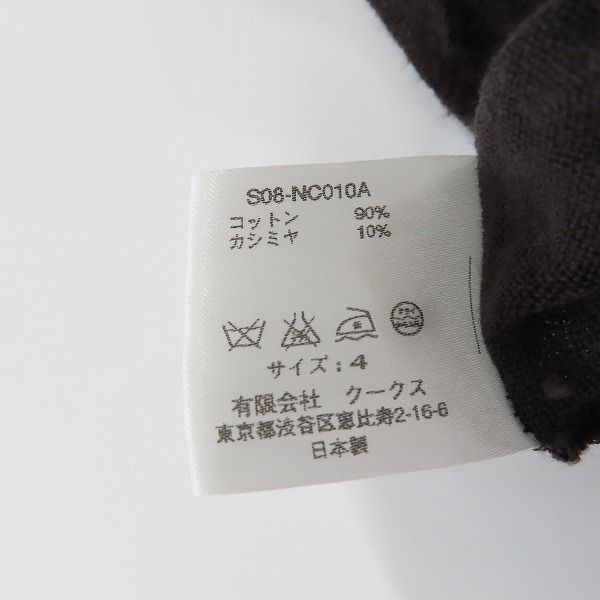 S08-NC010A
コットン 90%
カシミヤ 10%
サイズ：4
有限会社 クークス
東京都渋谷区恵比寿2-16-6
日本製